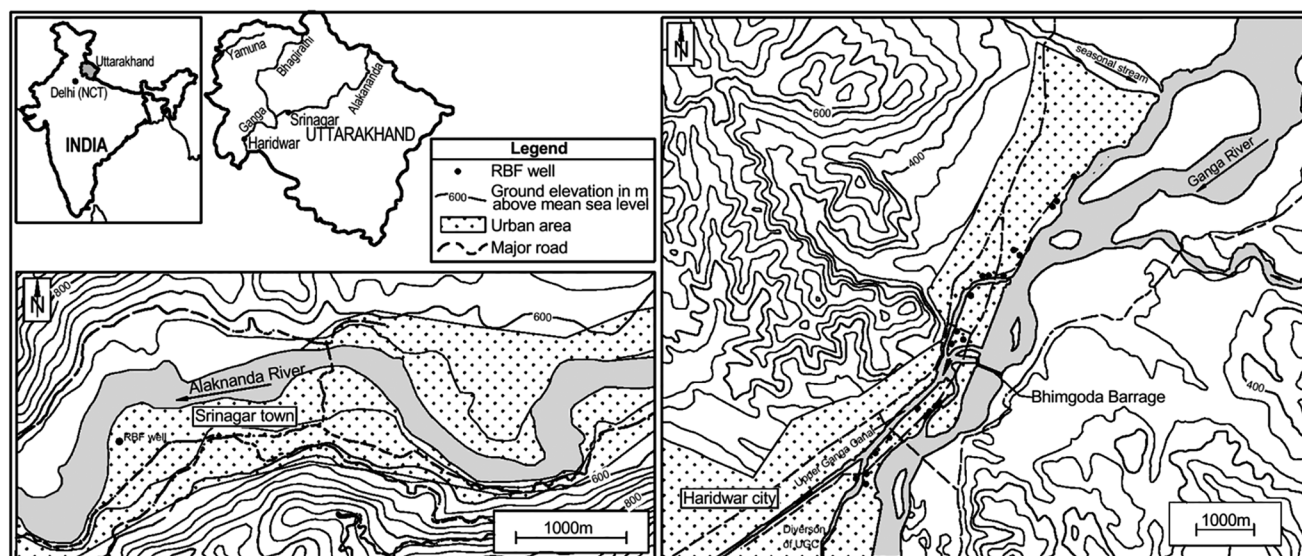 Uttarakhand
Delhi (NCT)
INDIA
Yamuna
Bhagirathi
Alakananda
Ganga
Srinagar
UTTARAKHAND
Haridwar
Legend
RBF well
600
Ground elevation in m
above mean sea level
Urban area
Major road
N
800
600
Alaknanda River
Srinagar town
RBF well
600
800
1000m
N
seasonal stream
600
400
Ganga River
400
Bhimgoda Barrage
Upper Ganga Canal
Haridwar city
Diverson
of UGC
1000m